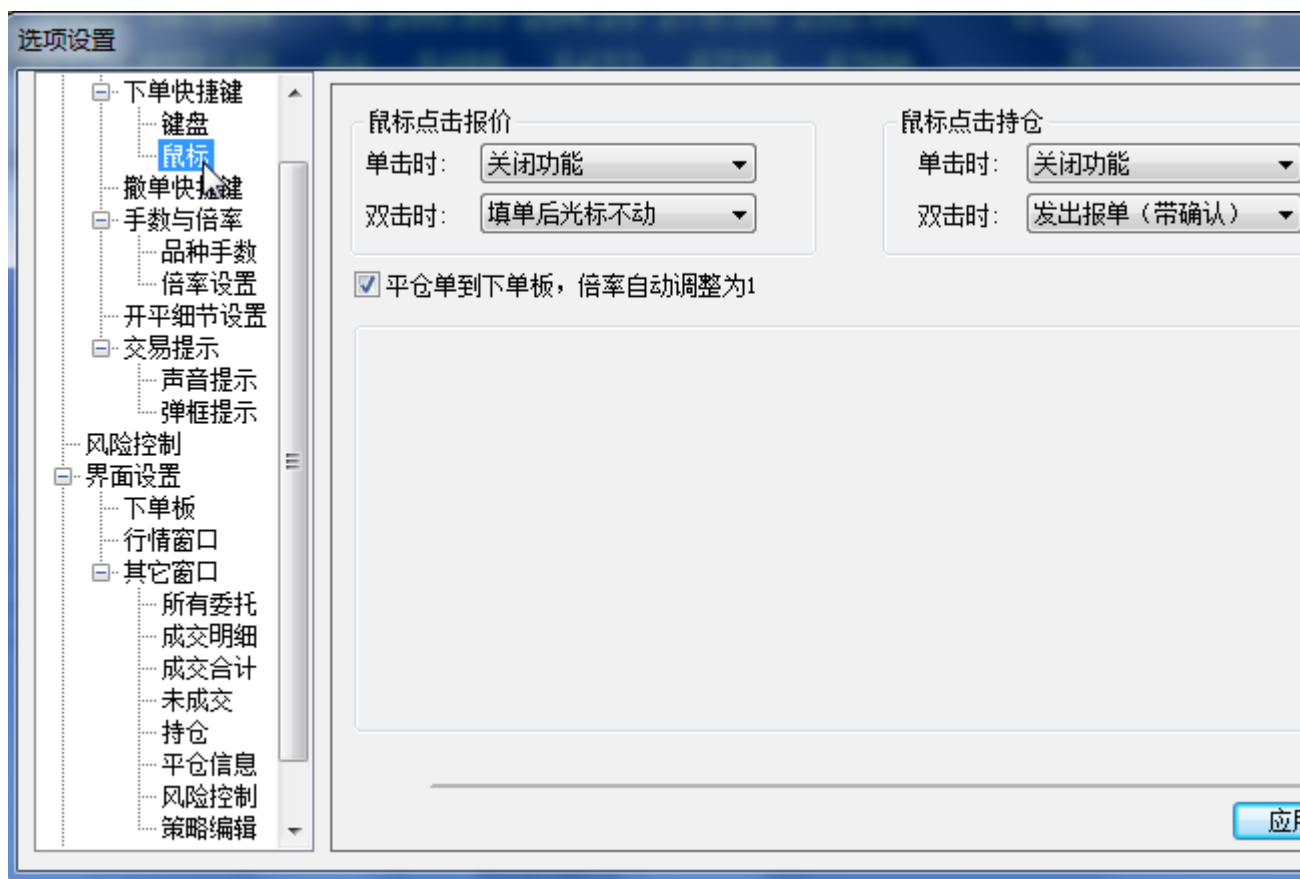 选项设置
下单快捷键
键盘
鼠标
撤单快捷键
手数与倍率
品种手数
倍率设置
开平细节设置
交易提示
声音提示
弹框提示
风险控制
界面设置
下单板
行情窗口
其它窗口
所有委托
成交明细
成交合计
未成交
持仓
平仓信息
风险控制
策略编辑
鼠标点击报价
单击时: 关闭功能
双击时: 填单后光标不动
鼠标点击持仓
单击时: 关闭功能
双击时: 发出报单（带确认）
平仓单到下单板，倍率自动调整为1